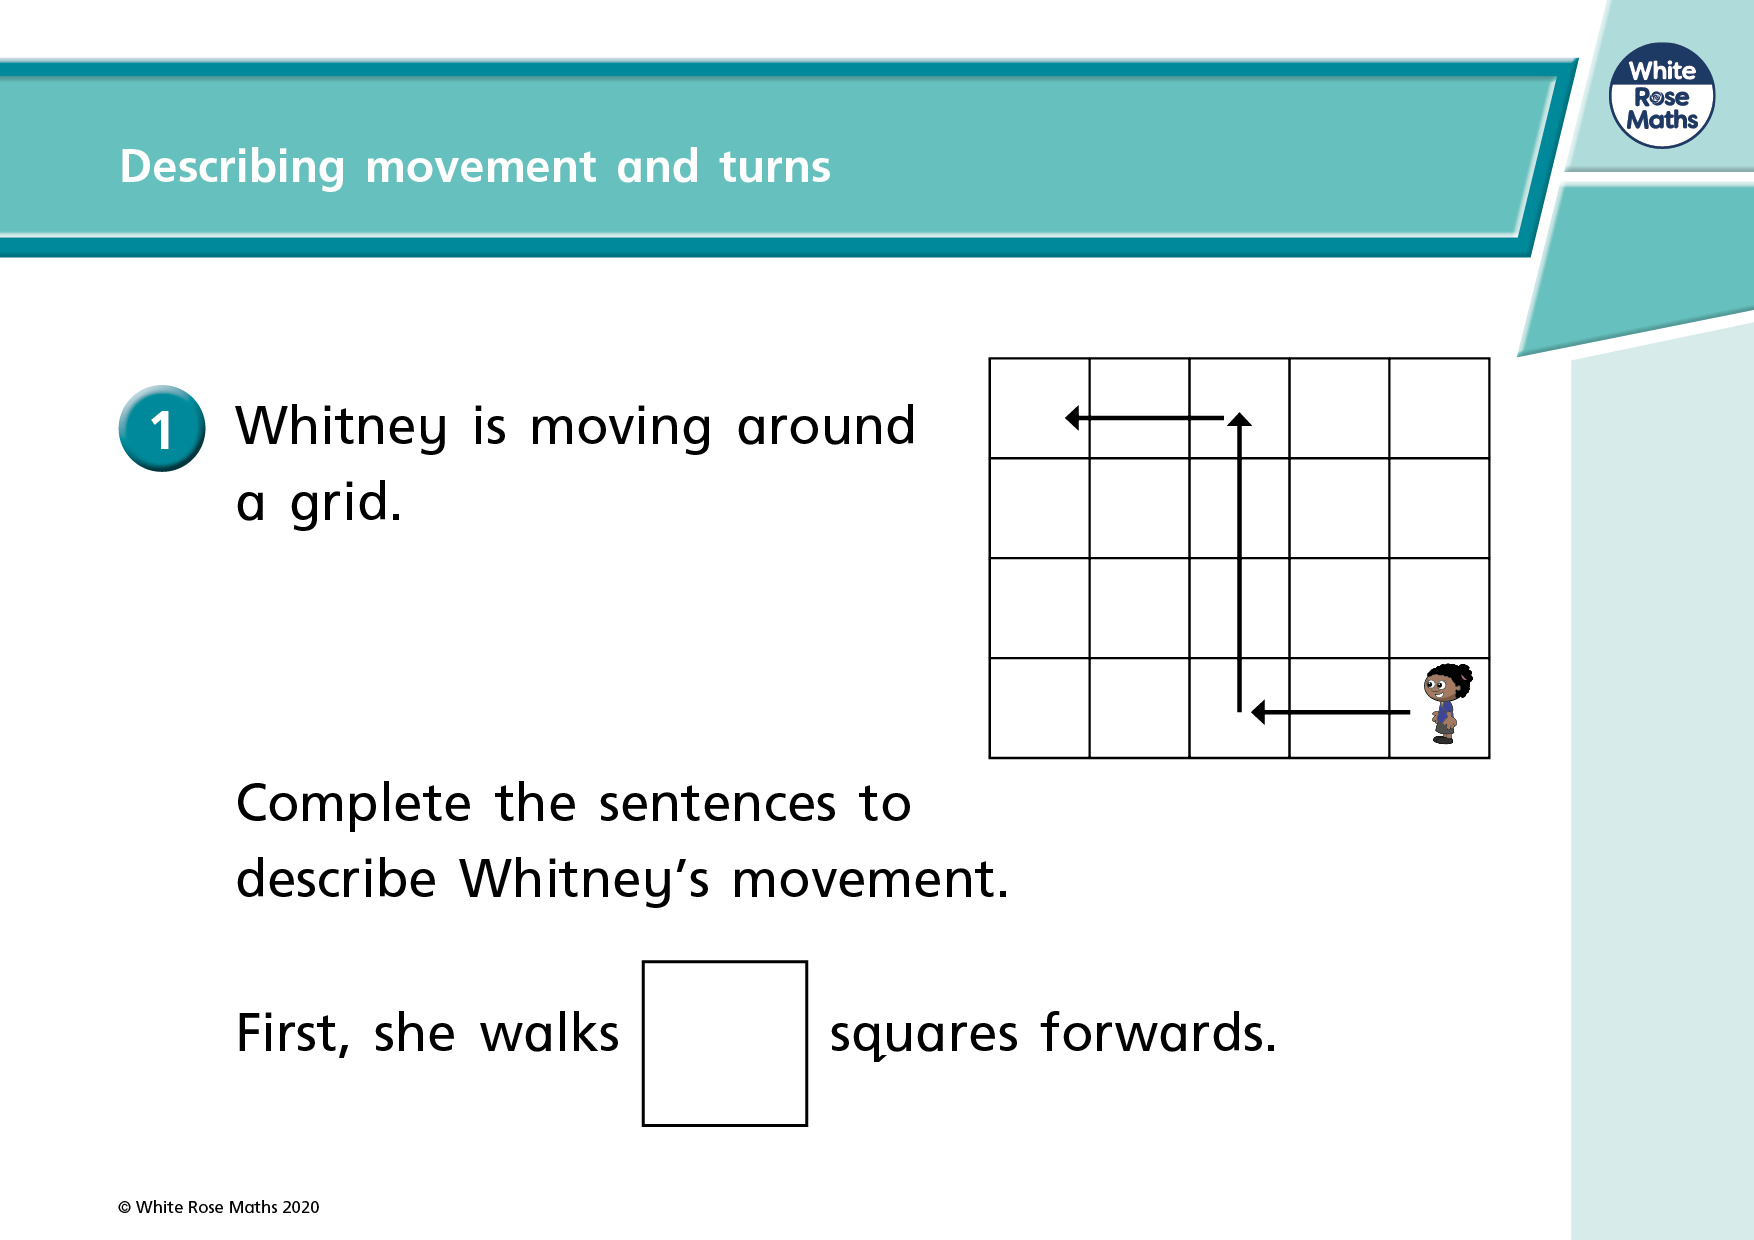 White
Rose
Maths
Describing movement and turns
1 Whitney is moving around
a grid.
Complete the sentences to
describe Whitney’s movement.
First, she walks squares forwards.
© White Rose Maths 2020